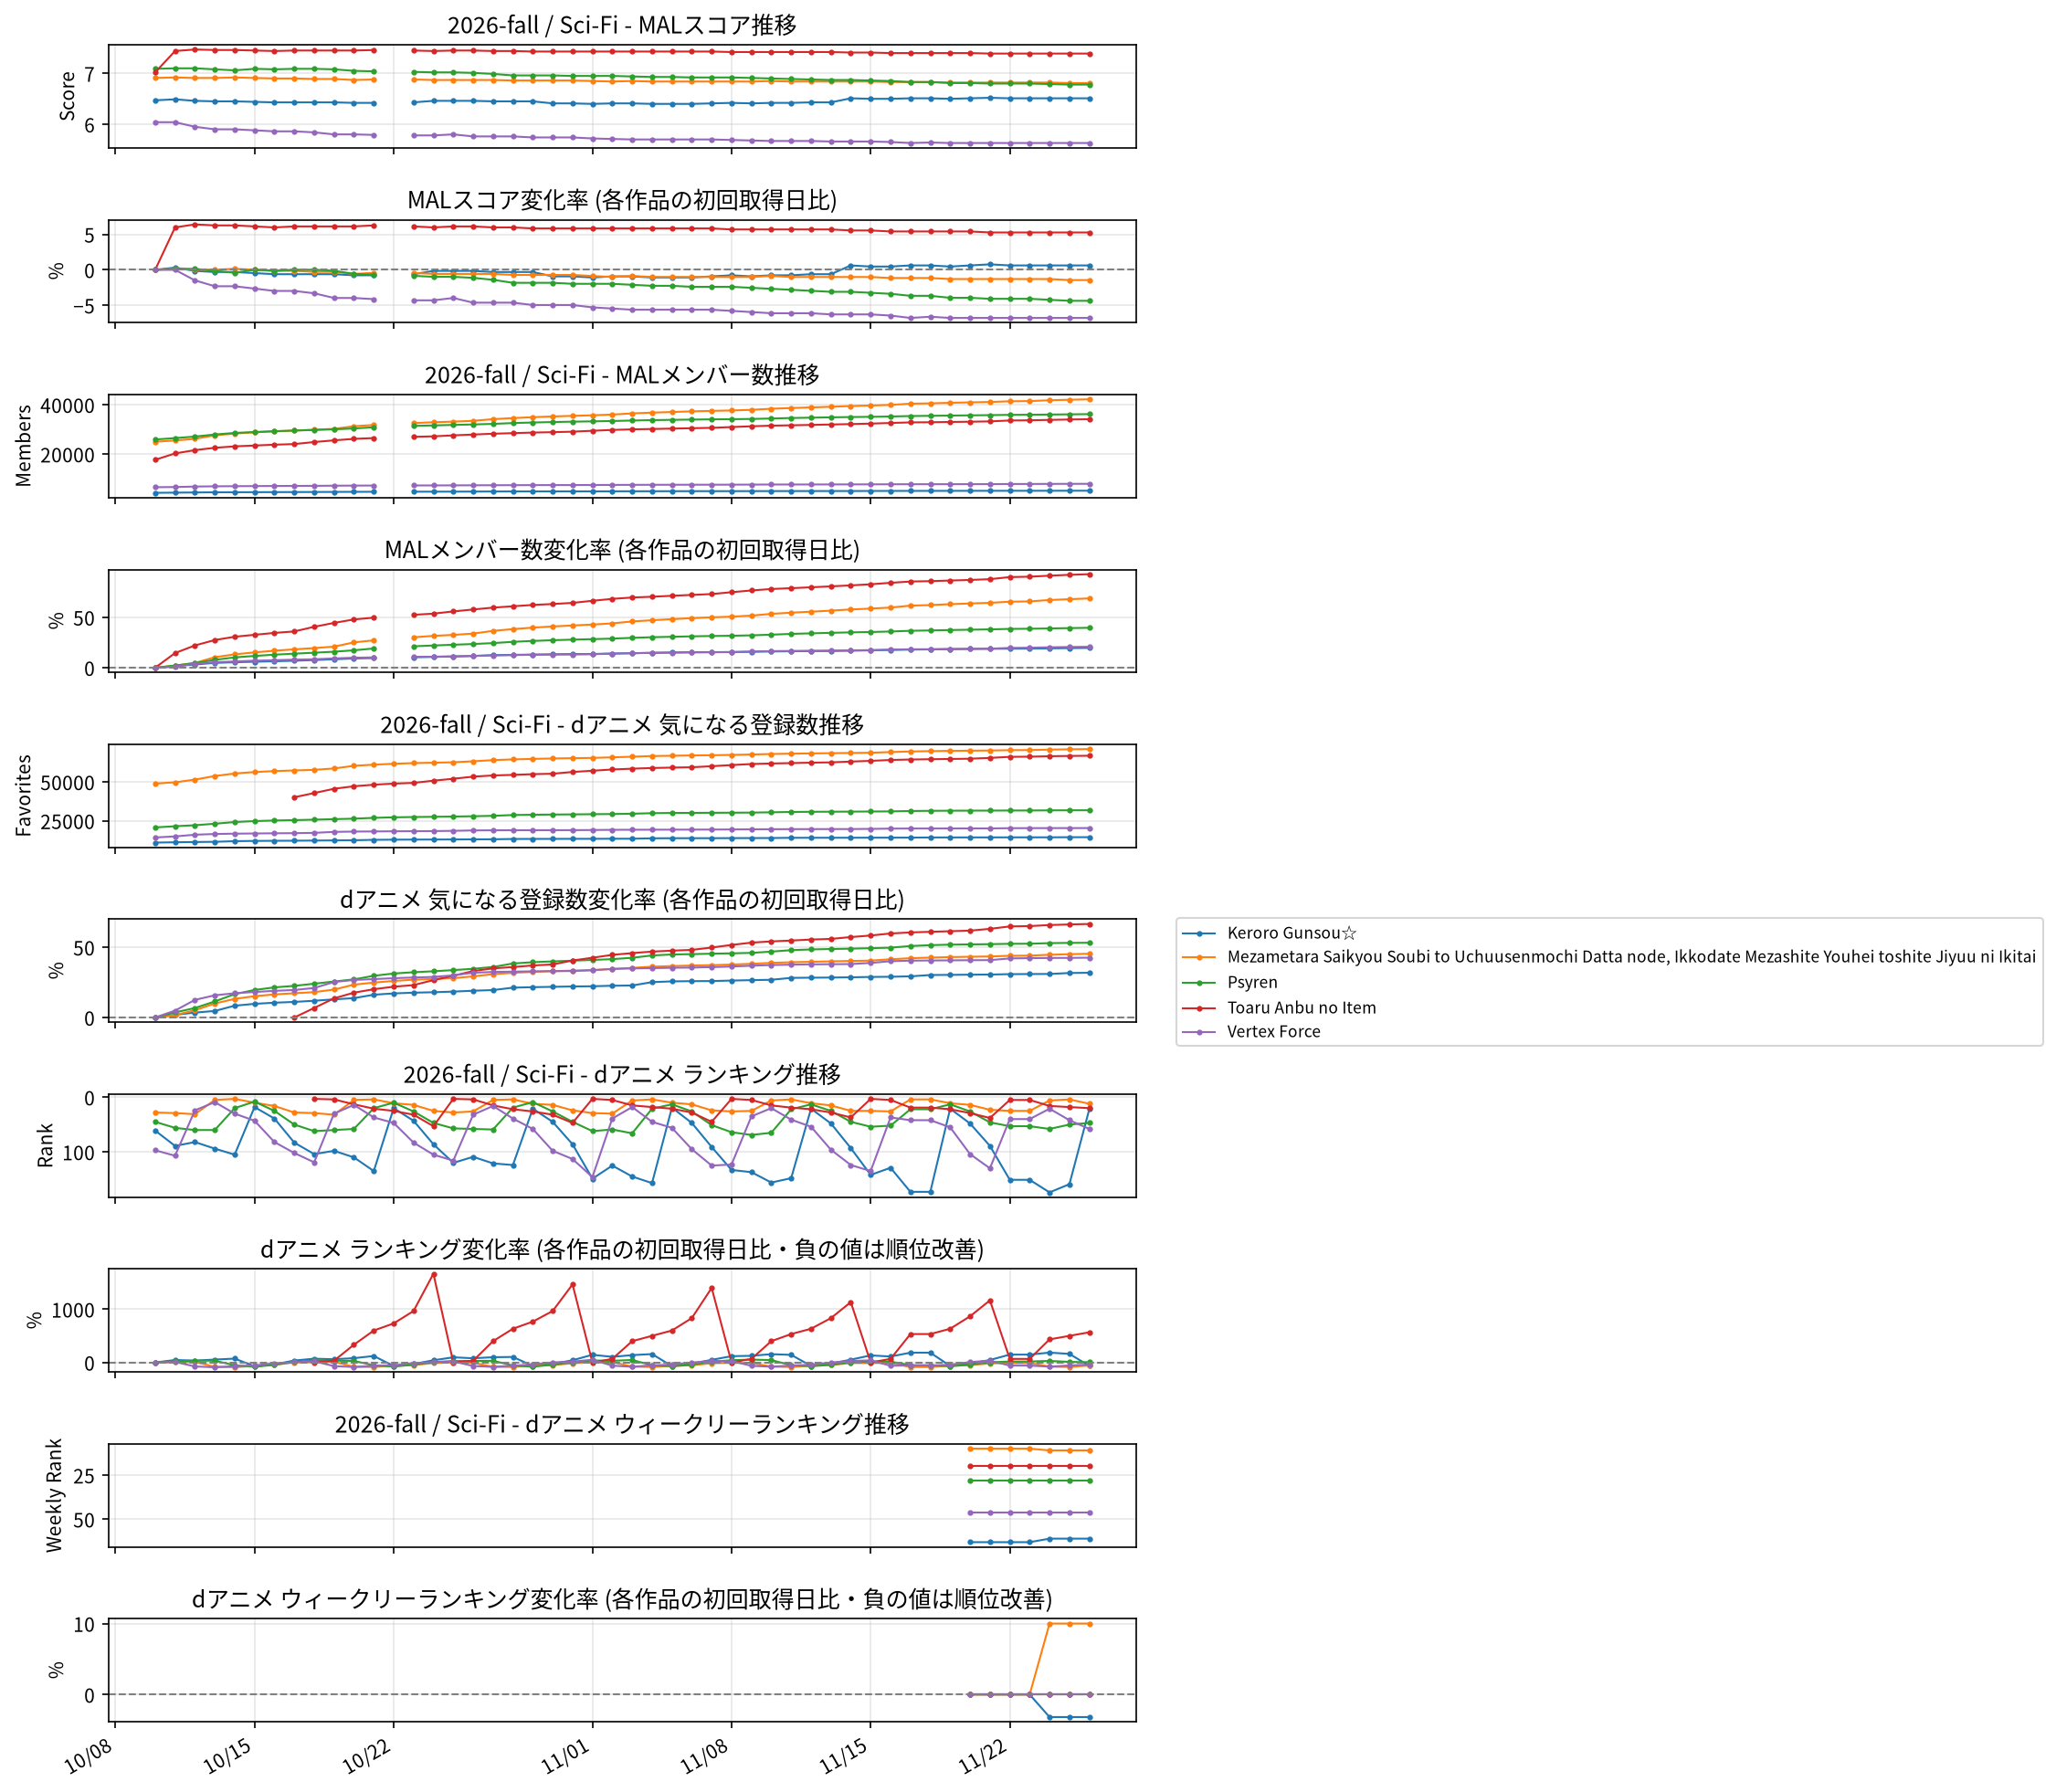 2026-fall / Sci-Fi - MALスコア推移
Score
7
6
MALスコア変化率 (各作品の初回取得日比)
%
5
0
−5
2026-fall / Sci-Fi - MALメンバー数推移
Members
40000
20000
MALメンバー数変化率 (各作品の初回取得日比)
%
50
0
2026-fall / Sci-Fi - dアニメ 気になる登録数推移
Favorites
50000
25000
dアニメ 気になる登録数変化率 (各作品の初回取得日比)
%
50
0
Keroro Gunsou☆
Mezametara Saikyou Soubi to Uchuusenmochi Datta node, Ikkodate Mezashite Youhei toshite Jiyuu ni Ikitai
Psyren
Toaru Anbu no Item
Vertex Force
2026-fall / Sci-Fi - dアニメ ランキング推移
Rank
0
100
dアニメ ランキング変化率 (各作品の初回取得日比・負の値は順位改善)
%
1000
0
2026-fall / Sci-Fi - dアニメ ウィークリーランキング推移
Weekly Rank
25
50
dアニメ ウィークリーランキング変化率 (各作品の初回取得日比・負の値は順位改善)
%
10
0
10/08
10/15
10/22
11/01
11/08
11/15
11/22